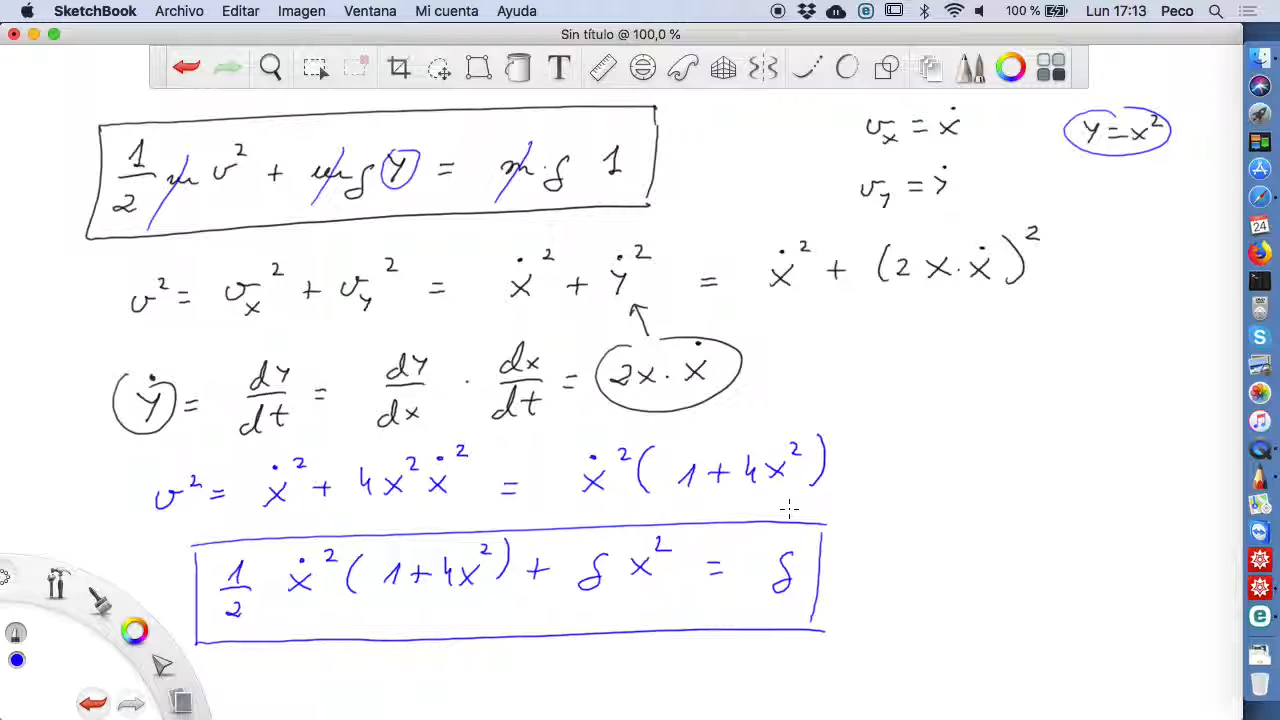 SketchBook Archivo Editar Imagen Ventana Mi cuenta Ayuda 100 % Lun 17:13 Peco
Sin título @ 100,0 %
T
1/2 m v² + m g y = m · g 1
vₓ = ẋ
y = x²
v_y = ẏ
v² = vₓ² + v_y² = ẋ² + ẏ² = ẋ² + (2x · ẋ)²
ẏ = dy/dt = dy/dx · dx/dt = 2x · ẋ
v² = ẋ² + 4x² ẋ² = ẋ² (1 + 4x²)
1/2 ẋ² (1 + 4x²) + g x² = g
24